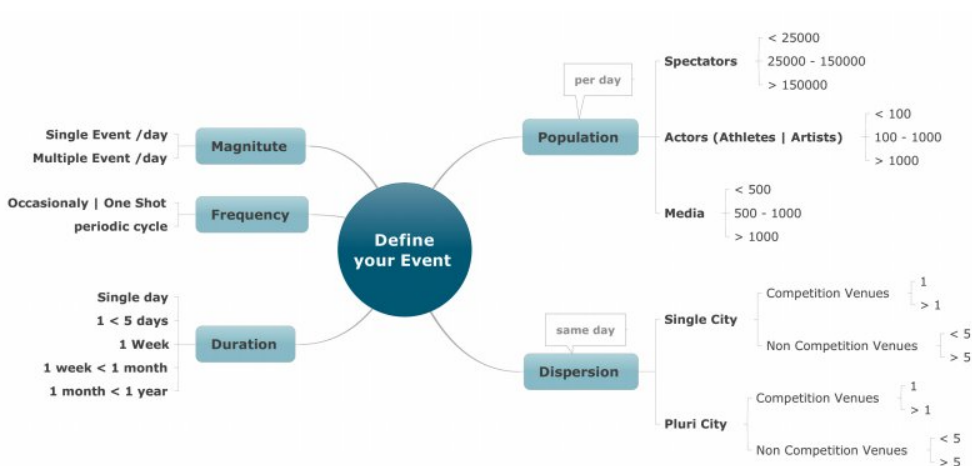 Define
your Event
Magnitute
Single Event /day
Multiple Event /day
Frequency
Occasionaly | One Shot
periodic cycle
Duration
Single day
1 < 5 days
1 Week
1 week < 1 month
1 month < 1 year
per day
Population
Spectators
< 25000
25000 - 150000
> 150000
Actors (Athletes | Artists)
< 100
100 - 1000
> 1000
Media
< 500
500 - 1000
> 1000
same day
Dispersion
Single City
Competition Venues
1
> 1
Non Competition Venues
< 5
> 5
Pluri City
Competition Venues
1
> 1
Non Competition Venues
< 5
> 5